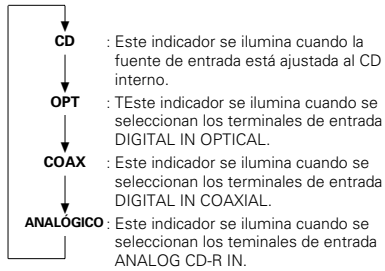 CD : Este indicador se ilumina cuando la
fuente de entrada está ajustada al CD
interno.
OPT : TEste indicador se ilumina cuando se
seleccionan los terminales de entrada
DIGITAL IN OPTICAL.
COAX : Este indicador se ilumina cuando se
seleccionan los terminales de entrada
DIGITAL IN COAXIAL.
ANALÓGICO : Este indicador se ilumina cuando se
seleccionan los teminales de entrada
ANALOG CD-R IN.